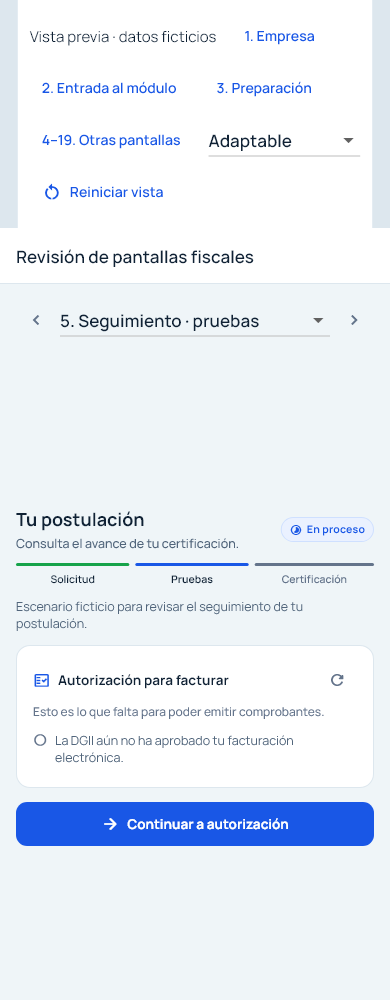 Vista previa · datos ficticios
1. Empresa
2. Entrada al módulo
3. Preparación
4–19. Otras pantallas
Adaptable
Reiniciar vista
Revisión de pantallas fiscales
5. Seguimiento · pruebas
Tu postulación
En proceso
Consulta el avance de tu certificación.
Solicitud
Pruebas
Certificación
Escenario ficticio para revisar el seguimiento de tu
postulación.
Autorización para facturar
Esto es lo que falta para poder emitir comprobantes.
La DGII aún no ha aprobado tu facturación
electrónica.
Continuar a autorización